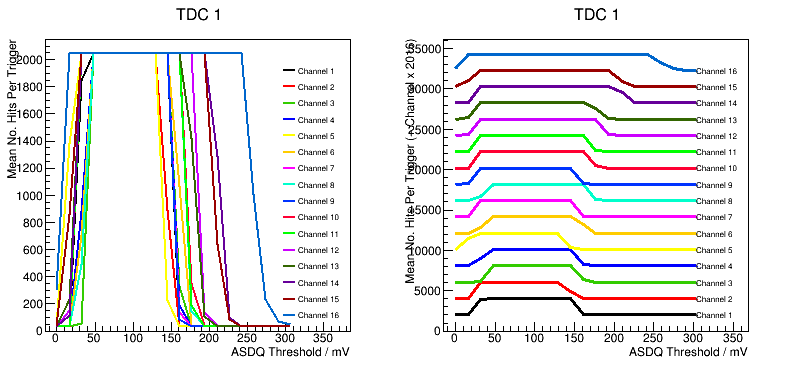 TDC 1
Mean No. Hits Per Trigger
2000
1800
1600
1400
1200
1000
800
600
400
200
0
0 50 100 150 200 250 300 350
ASDQ Threshold / mV
Channel 1
Channel 2
Channel 3
Channel 4
Channel 5
Channel 6
Channel 7
Channel 8
Channel 9
Channel 10
Channel 11
Channel 12
Channel 13
Channel 14
Channel 15
Channel 16
TDC 1
Mean No. Hits Per Trigger (+ Channel x 2016)
35000
30000
25000
20000
15000
10000
5000
0
0 50 100 150 200 250 300 350
ASDQ Threshold / mV
Channel 16
Channel 15
Channel 14
Channel 13
Channel 12
Channel 11
Channel 10
Channel 9
Channel 8
Channel 7
Channel 6
Channel 5
Channel 4
Channel 3
Channel 2
Channel 1